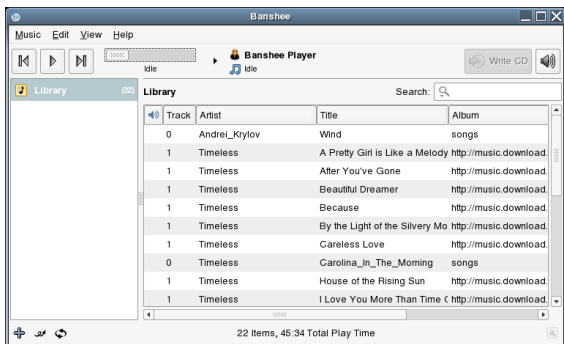 Banshee
Music Edit View Help
Idle
Banshee Player
Idle
Write CD
Library (22)
Library
Search:
Track Artist Title Album
0 Andrei_Krylov Wind songs
1 Timeless A Pretty Girl is Like a Melody http://music.download.
1 Timeless After You've Gone http://music.download.
1 Timeless Beautiful Dreamer http://music.download.
1 Timeless Because http://music.download.
1 Timeless By the Light of the Silvery Mo http://music.download.
1 Timeless Careless Love http://music.download.
0 Timeless Carolina_In_The_Morning songs
1 Timeless House of the Rising Sun http://music.download.
1 Timeless I Love You More Than Time ( http://music.download.
22 Items, 45:34 Total Play Time